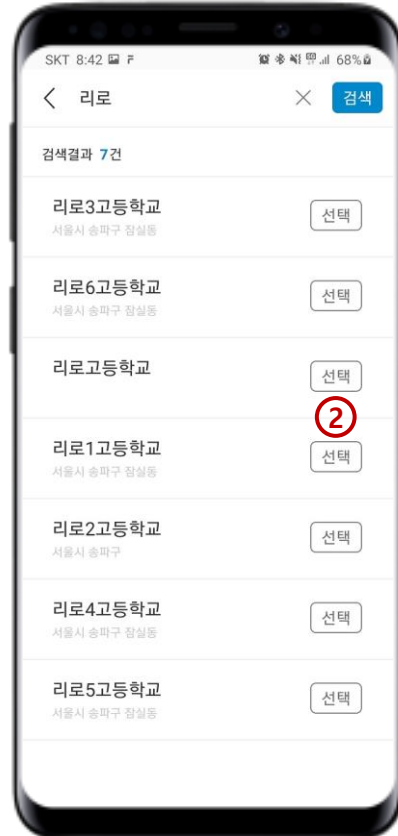 SKT 8:42
68%
리로
검색
검색결과 7건
리로3고등학교
선택
서울시 송파구 잠실동
리로6고등학교
선택
서울시 송파구 잠실동
리로고등학교
선택
②
리로1고등학교
선택
서울시 송파구 잠실동
리로2고등학교
선택
서울시 송파구
리로4고등학교
선택
서울시 송파구 잠실동
리로5고등학교
선택
서울시 송파구 잠실동